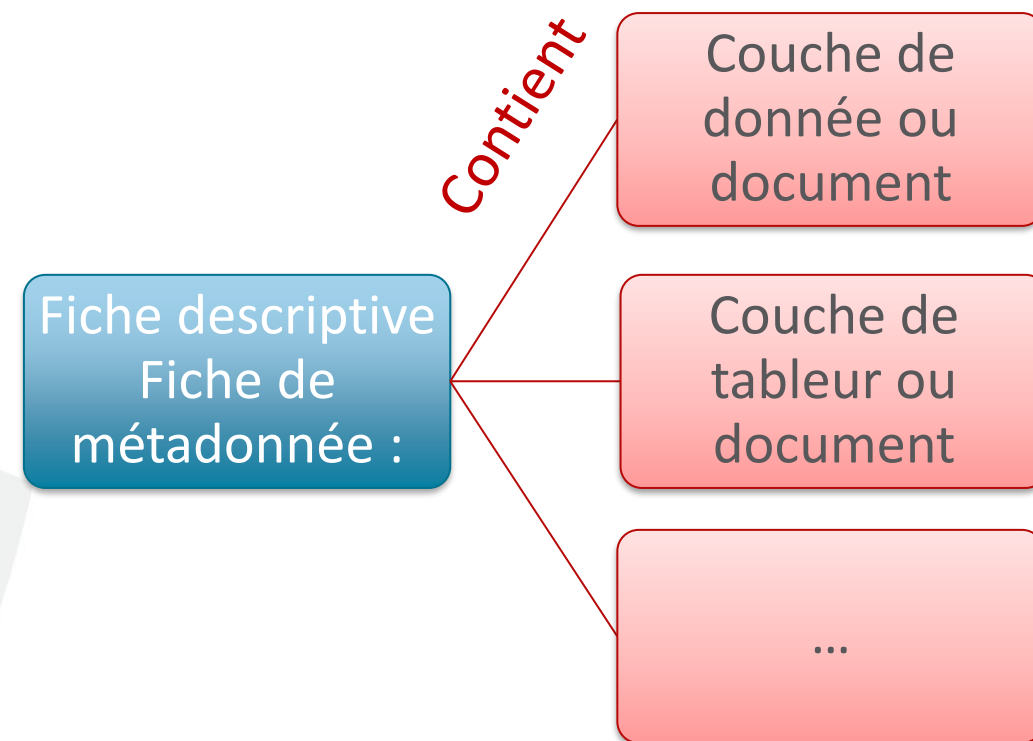 Contient
Couche de
donnée ou
document
Fiche descriptive
Fiche de
métadonnée :
Couche de
tableur ou
document
...